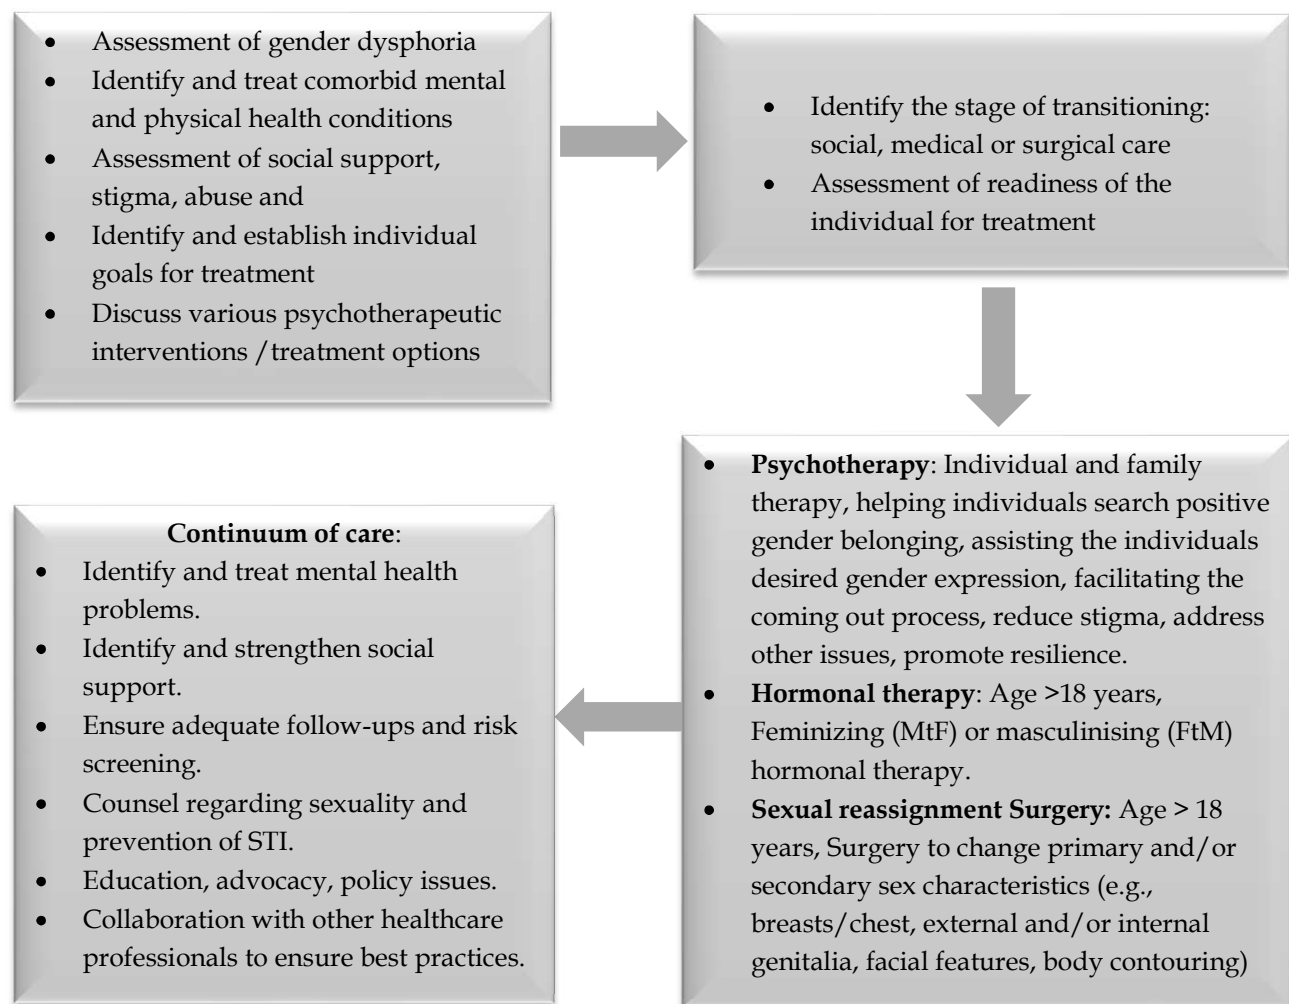 • Assessment of gender dysphoria
• Identify and treat comorbid mental
and physical health conditions
• Assessment of social support,
stigma, abuse and
• Identify and establish individual
goals for treatment
• Discuss various psychotherapeutic
interventions /treatment options
• Identify the stage of transitioning:
social, medical or surgical care
• Assessment of readiness of the
individual for treatment
• Psychotherapy: Individual and family
therapy, helping individuals search positive
gender belonging, assisting the individuals
desired gender expression, facilitating the
coming out process, reduce stigma, address
other issues, promote resilience.
• Hormonal therapy: Age >18 years,
Feminizing (MtF) or masculinising (FtM)
hormonal therapy.
• Sexual reassignment Surgery: Age > 18
years, Surgery to change primary and/or
secondary sex characteristics (e.g.,
breasts/chest, external and/or internal
genitalia, facial features, body contouring)
Continuum of care:
• Identify and treat mental health
problems.
• Identify and strengthen social
support.
• Ensure adequate follow-ups and risk
screening.
• Counsel regarding sexuality and
prevention of STI.
• Education, advocacy, policy issues.
• Collaboration with other healthcare
professionals to ensure best practices.